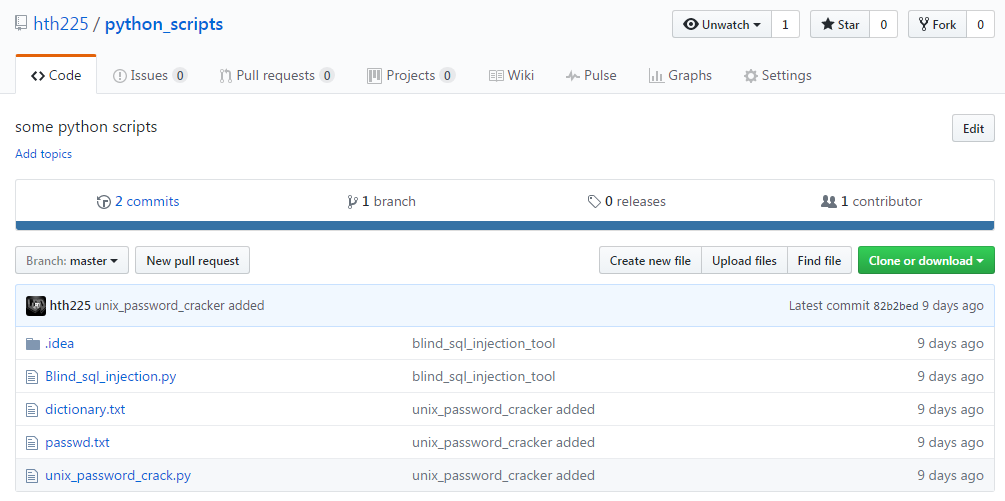 hth225 / python_scripts
Unwatch 1 Star 0 Fork 0
Code Issues 0 Pull requests 0 Projects 0 Wiki Pulse Graphs Settings
some python scripts
Edit
Add topics
2 commits 1 branch 0 releases 1 contributor
Branch: master New pull request Create new file Upload files Find file Clone or download
hth225 unix_password_cracker added Latest commit 82b2bed 9 days ago
.idea blind_sql_injection_tool 9 days ago
Blind_sql_injection.py blind_sql_injection_tool 9 days ago
dictionary.txt unix_password_cracker added 9 days ago
passwd.txt unix_password_cracker added 9 days ago
unix_password_crack.py unix_password_cracker added 9 days ago